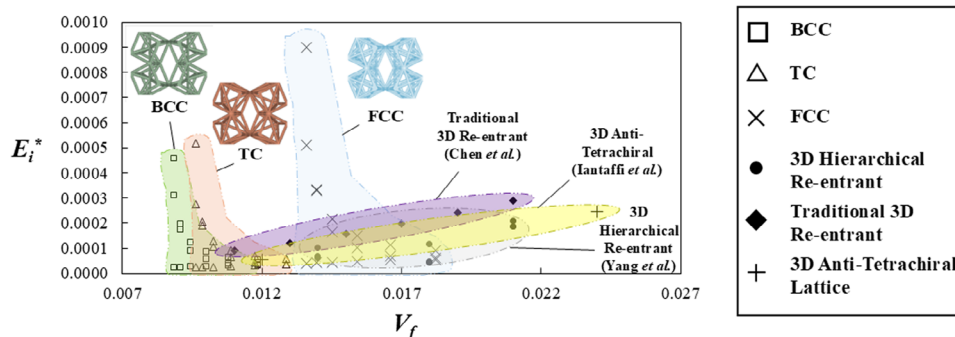 0.0010
0.0009
0.0008
0.0007
0.0006
0.0005
0.0004
0.0003
0.0002
0.0001
0.0000
E_i*
0.007
0.012
0.017
0.022
0.027
V_f
BCC
TC
FCC
Traditional
3D Re-entrant
(Chen et al.)
3D Anti-
Tetrachiral
(Iantaffi et al.)
3D
Hierarchical
Re-entrant
(Yang et al.)
BCC
TC
FCC
3D Hierarchical
Re-entrant
Traditional 3D
Re-entrant
3D Anti-Tetrachiral
Lattice